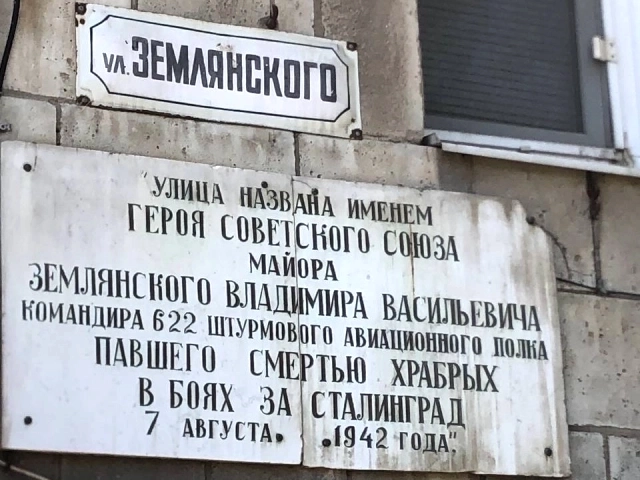 ул. ЗЕМЛЯНСКОГО
"УЛИЦА НАЗВАНА ИМЕНЕМ
ГЕРОЯ СОВЕТСКОГО СОЮЗА
МАЙОРА
ЗЕМЛЯНСКОГО ВЛАДИМИРА ВАСИЛЬЕВИЧА
КОМАНДИРА 622 ШТУРМОВОГО АВИАЦИОННОГО ПОЛКА
ПАВШЕГО СМЕРТЬЮ ХРАБРЫХ
В БОЯХ ЗА СТАЛИНГРАД
7 АВГУСТА 1942 ГОДА".